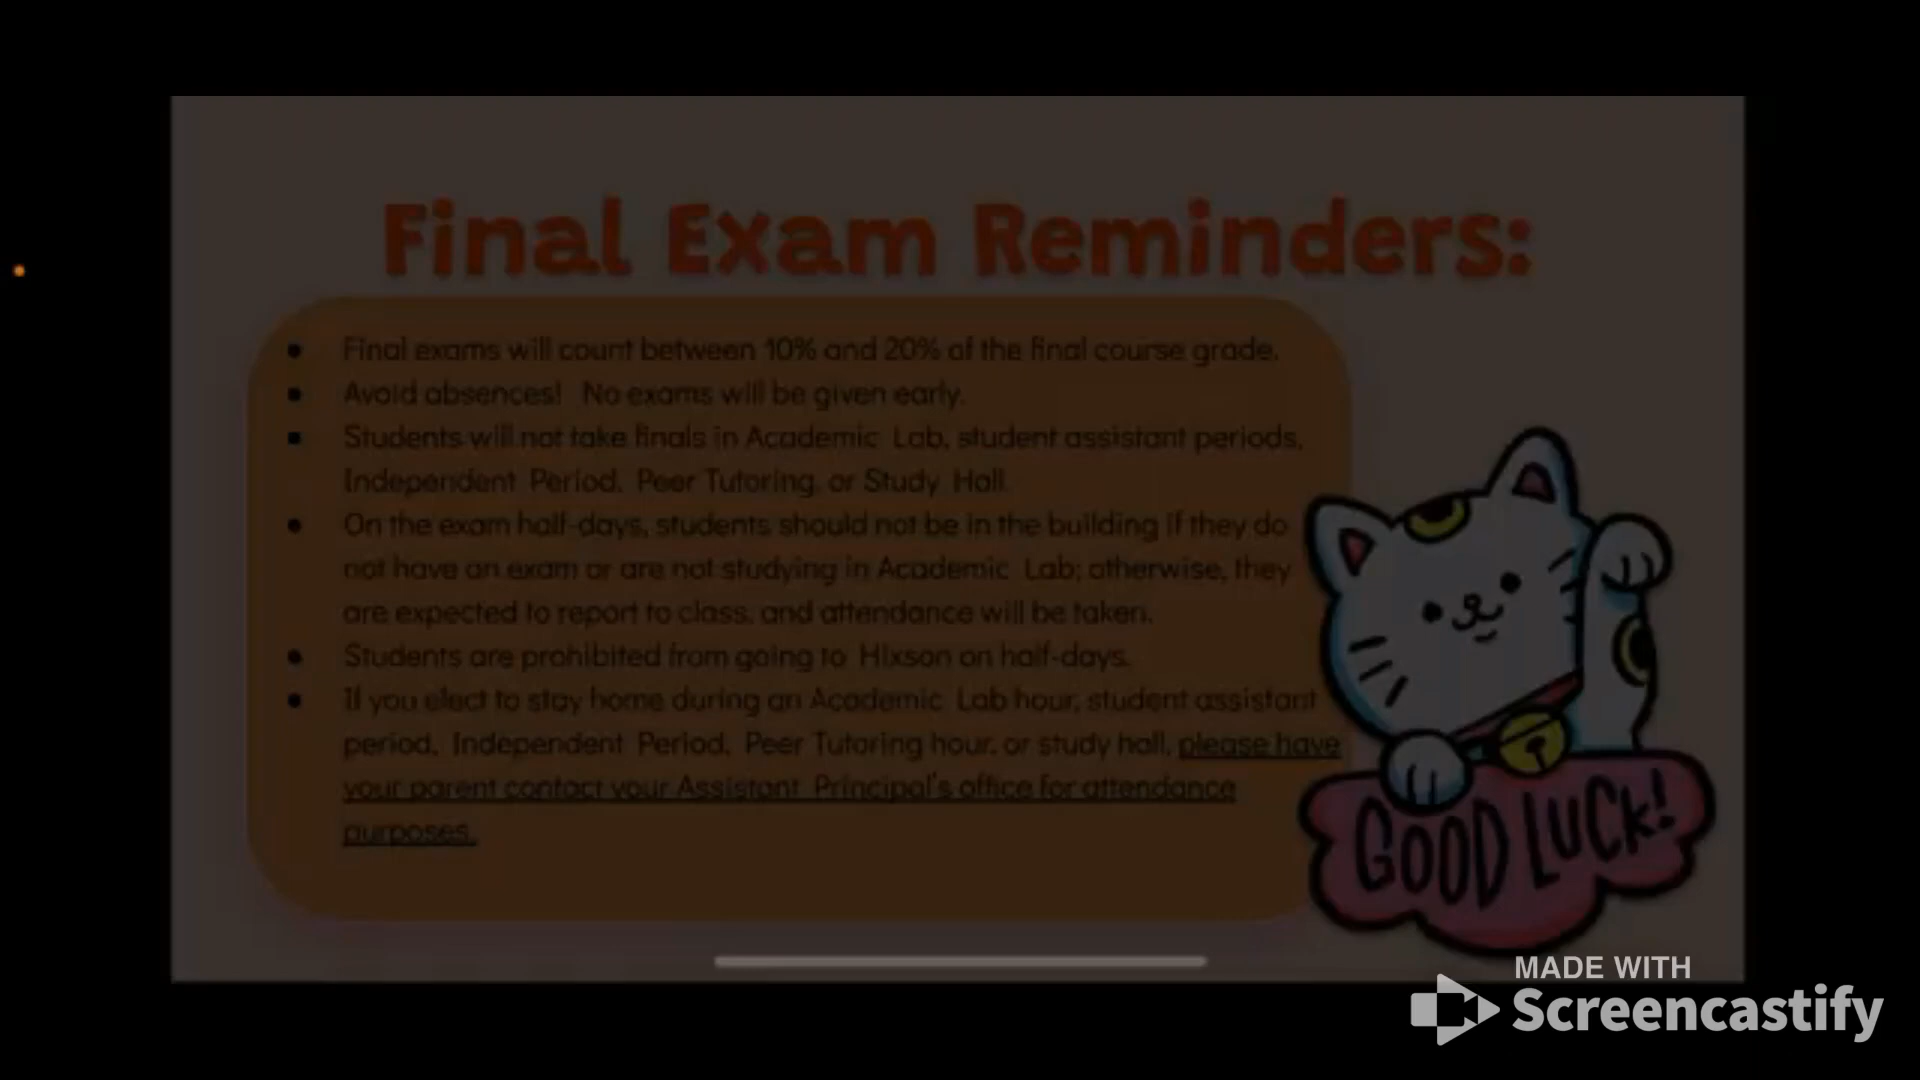 Final Exam Reminders:
● Final exams will count between 10% and 20% of the final course grade.
● Avoid absences! No exams will be given early.
● Students will not take finals in Academic Lab, student assistant periods,
Independent Period, Peer Tutoring, or Study Hall.
● On the exam half-days, students should not be in the building if they do
not have an exam or are not studying in Academic Lab; otherwise, they
are expected to report to class, and attendance will be taken.
● Students are prohibited from going to Hixson on half-days.
● If you elect to stay home during an Academic Lab hour, student assistant
period, Independent Period, Peer Tutoring hour, or study hall, please have
your parent contact your Assistant Principal's office for attendance
purposes.
GOOD LUCK!
MADE WITH
Screencastify